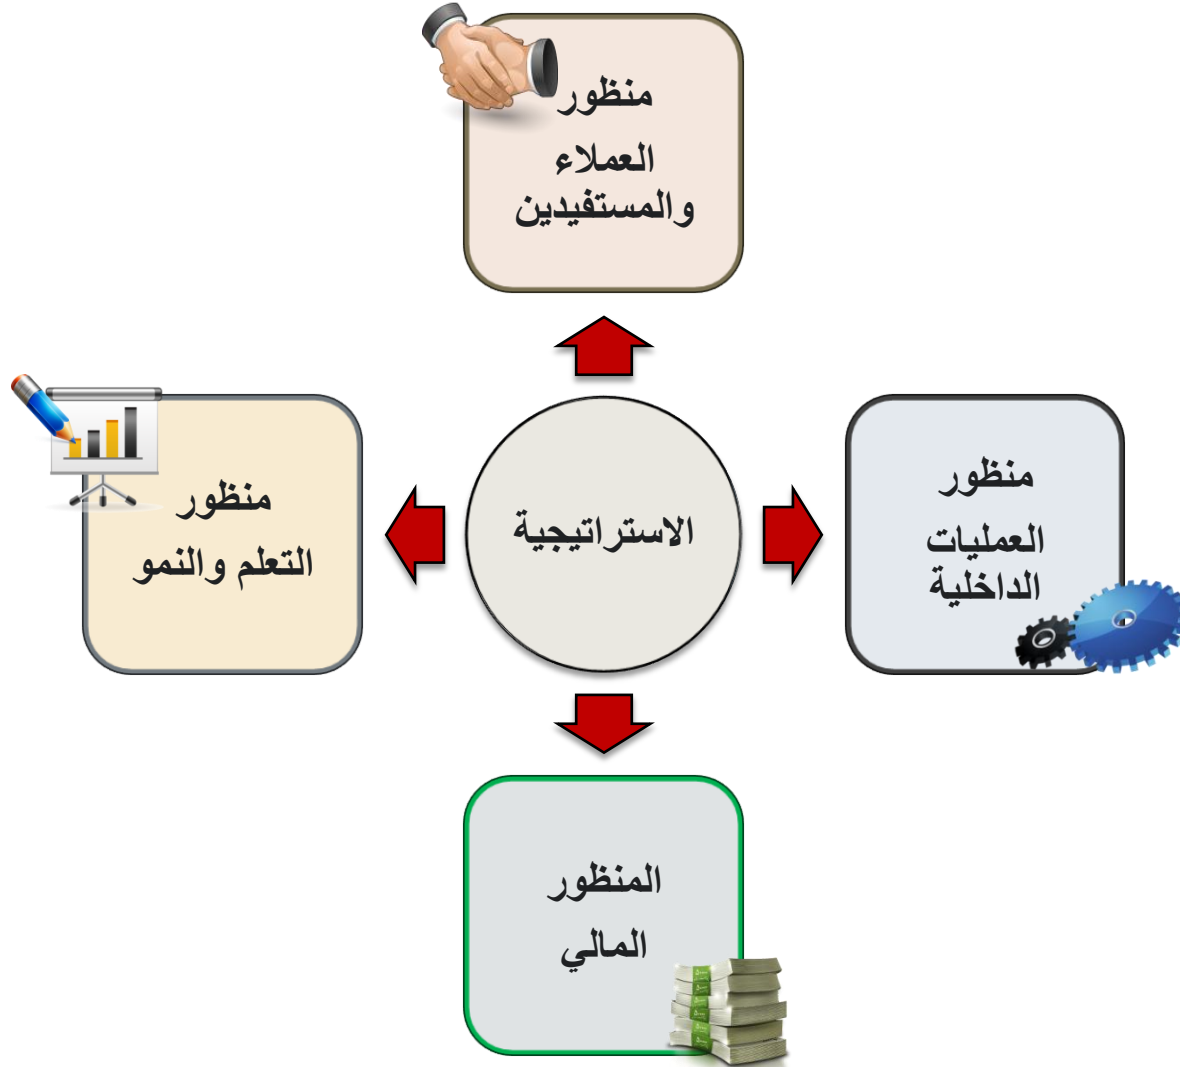 منظور
العملاء
والمستفيدين
منظور
العمليات
الداخلية
الاستراتيجية
منظور
التعلم والنمو
المنظور
المالي